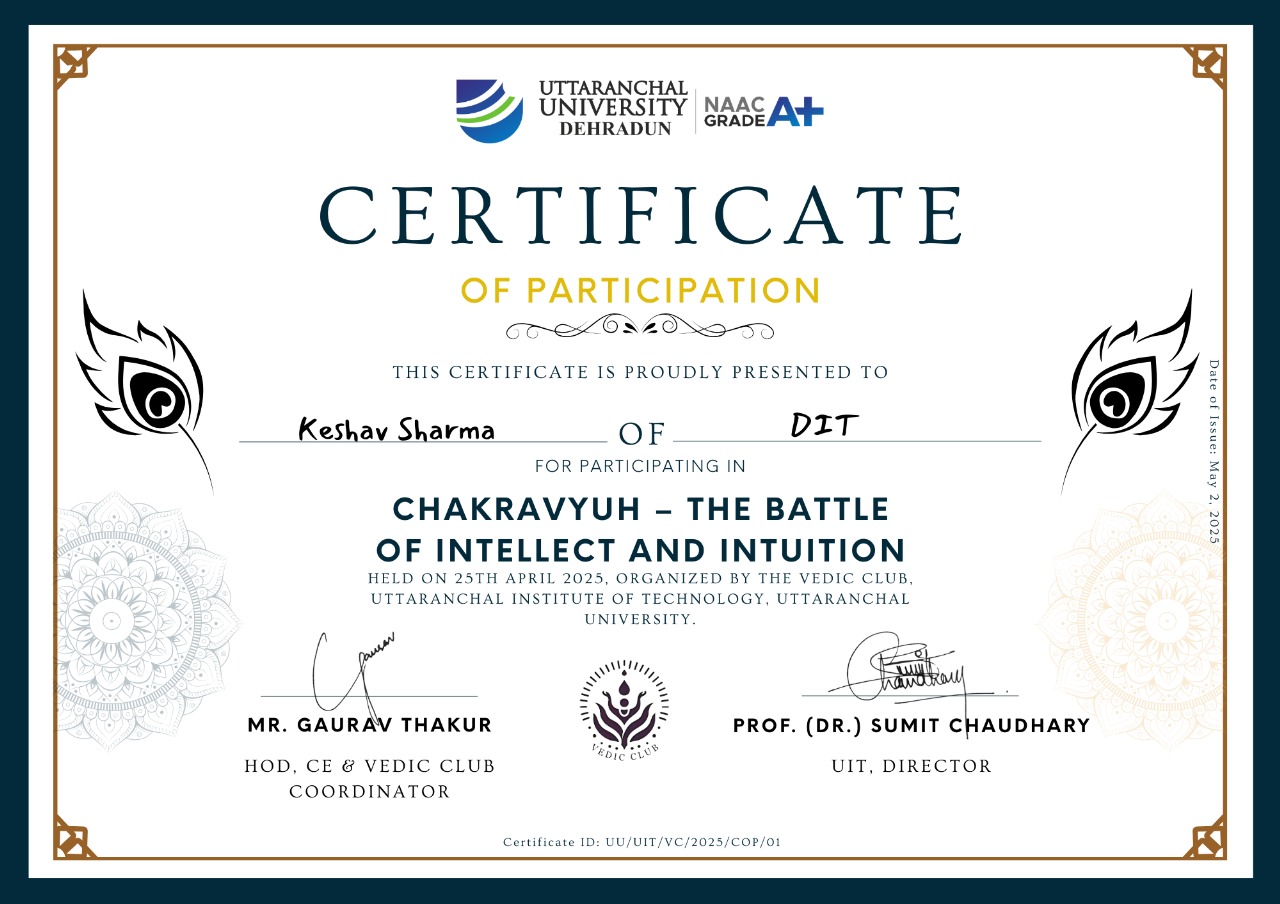 UTTARANCHAL
UNIVERSITY
DEHRADUN
NAAC
GRADE A+
CERTIFICATE
OF PARTICIPATION
THIS CERTIFICATE IS PROUDLY PRESENTED TO
Keshav Sharma OF DIT
FOR PARTICIPATING IN
CHAKRAVYUH – THE BATTLE
OF INTELLECT AND INTUITION
HELD ON 25TH APRIL 2025, ORGANIZED BY THE VEDIC CLUB,
UTTARANCHAL INSTITUTE OF TECHNOLOGY, UTTARANCHAL
UNIVERSITY.
Gaurav
Sumit
Chaudhary
MR. GAURAV THAKUR
HOD, CE & VEDIC CLUB
COORDINATOR
VEDIC CLUB
PROF. (DR.) SUMIT CHAUDHARY
UIT, DIRECTOR
Certificate ID: UU/UIT/VC/2025/COP/01
Date of Issue: May 2, 2025